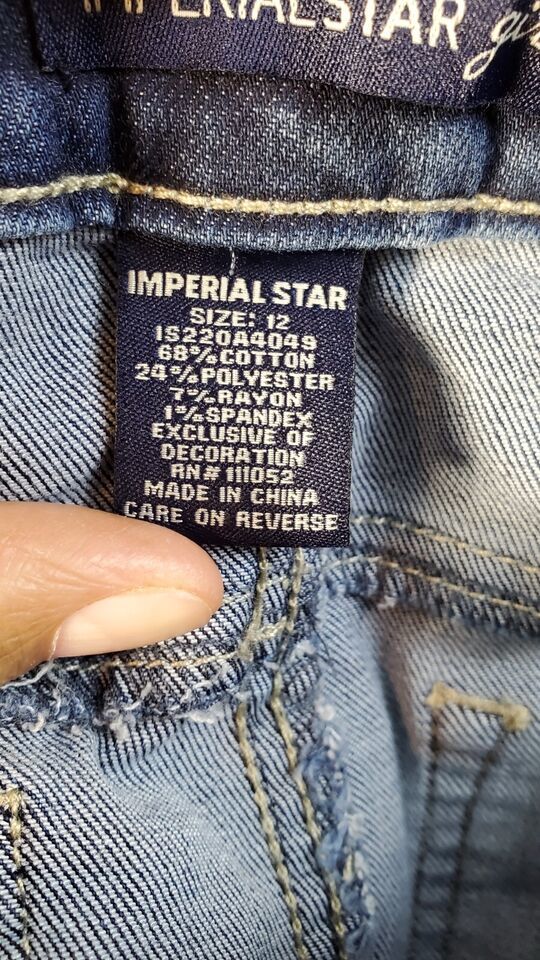 IMPERIALSTAR
IMPERIAL STAR
SIZE: 12
IS220A4049
68%COTTON
24%POLYESTER
7%RAYON
1%SPANDEX
EXCLUSIVE OF
DECORATION
RN# 111052
MADE IN CHINA
CARE ON REVERSE